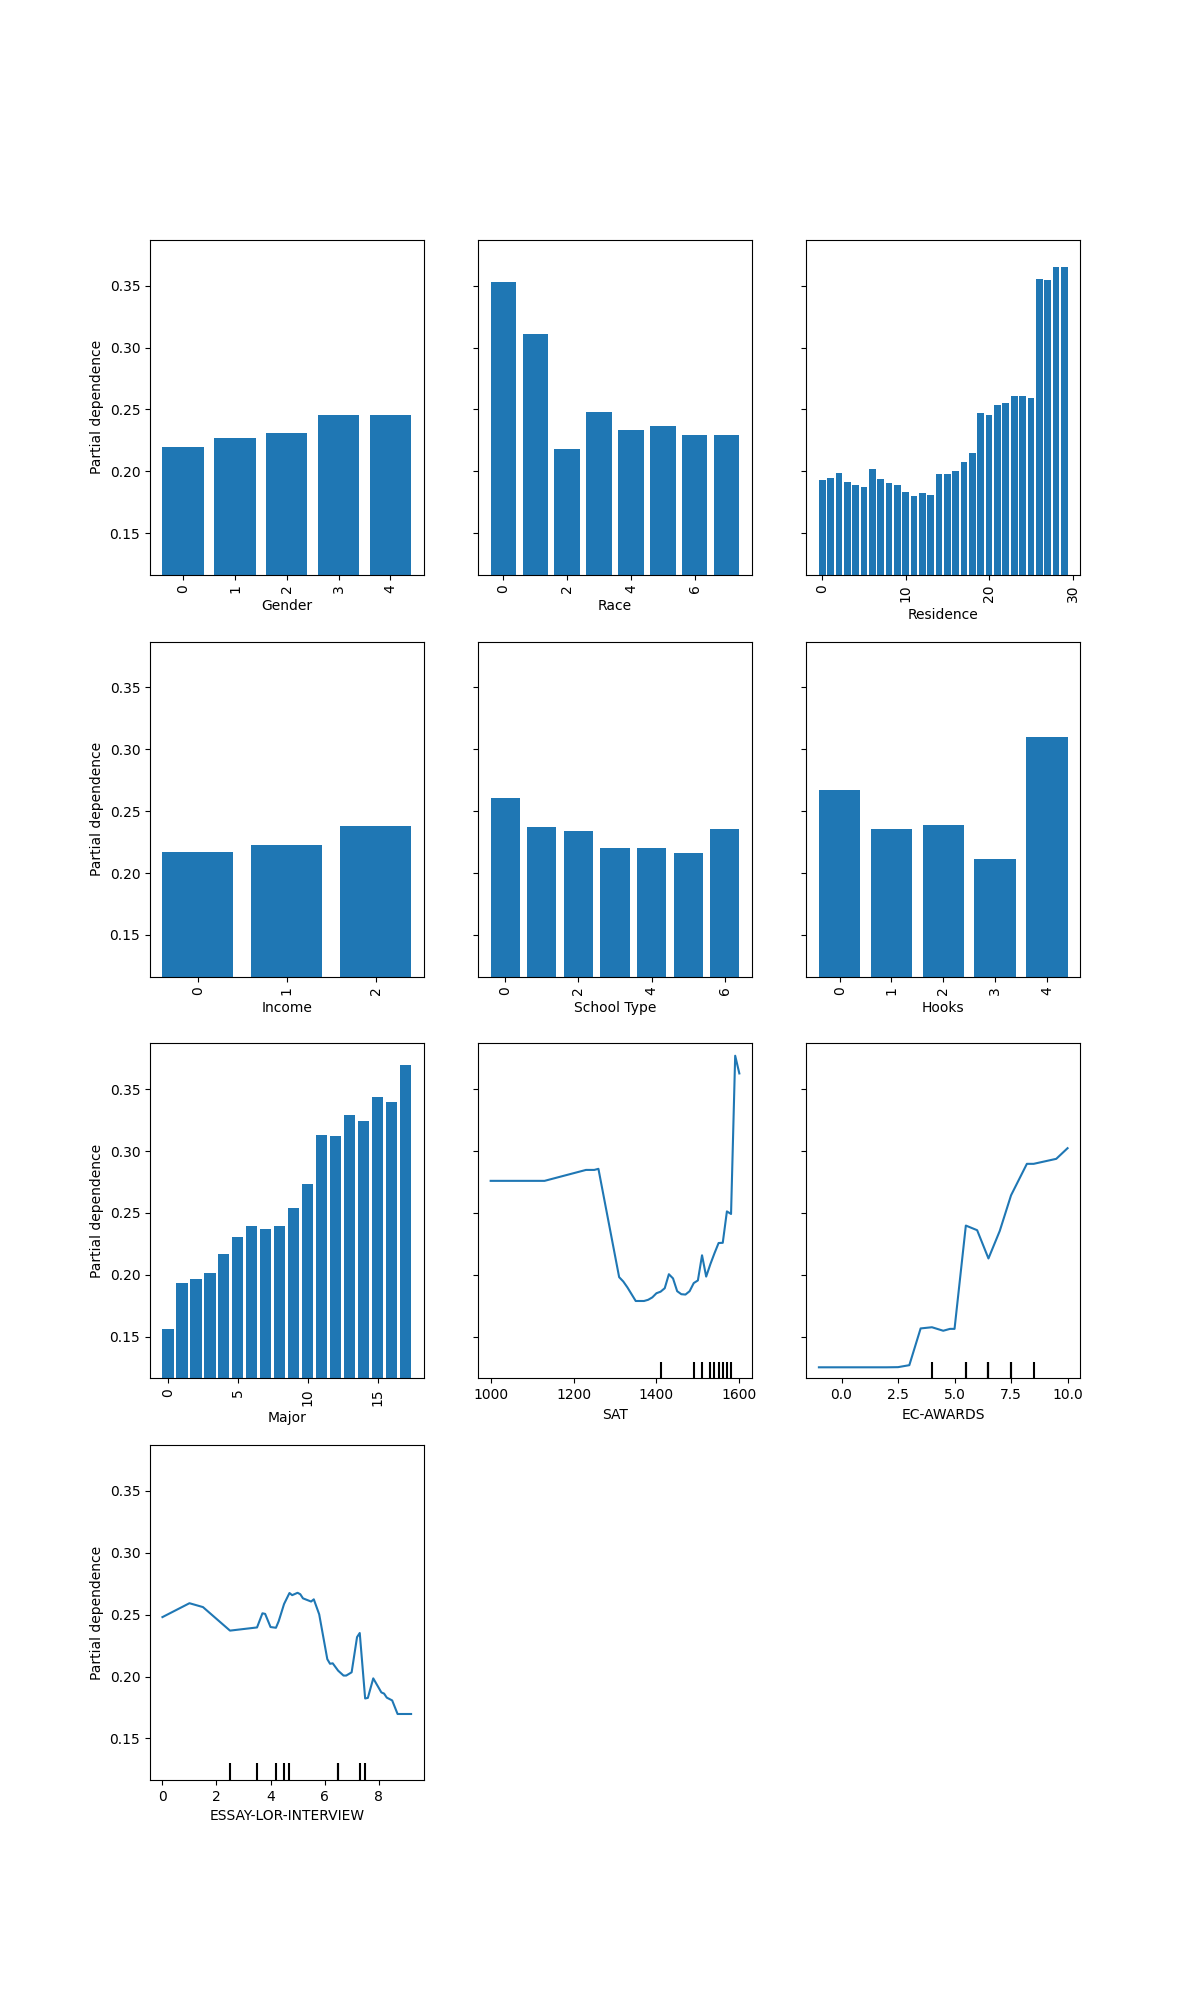 Partial dependence
0.35
0.30
0.25
0.20
0.15
0 1 2 3 4
Gender
0 2 4 6
Race
0 10 20 30
Residence
Partial dependence
0.35
0.30
0.25
0.20
0.15
0 1 2
Income
0 2 4 6
School Type
0 1 2 3 4
Hooks
Partial dependence
0.35
0.30
0.25
0.20
0.15
0 5 10 15
Major
1000 1200 1400 1600
SAT
0.0 2.5 5.0 7.5 10.0
EC-AWARDS
Partial dependence
0.35
0.30
0.25
0.20
0.15
0 2 4 6 8
ESSAY-LOR-INTERVIEW